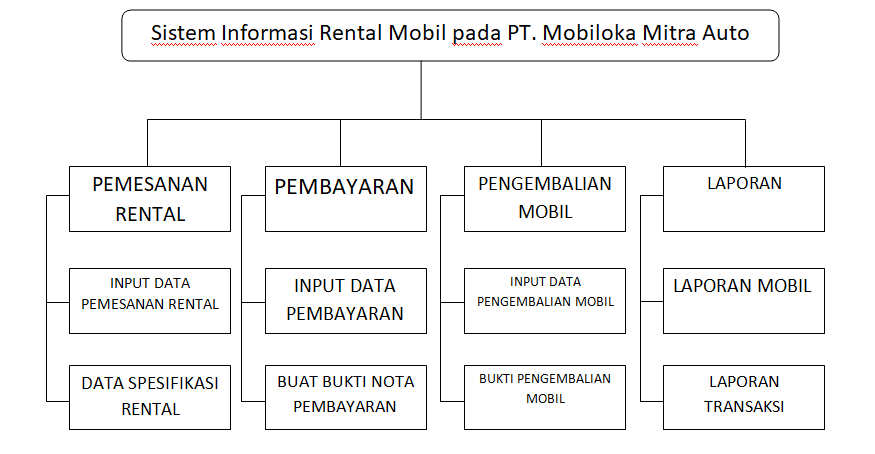 Sistem Informasi Rental Mobil pada PT. Mobiloka Mitra Auto
PEMESANAN
RENTAL
PEMBAYARAN
PENGEMBALIAN
MOBIL
LAPORAN
INPUT DATA
PEMESANAN RENTAL
INPUT DATA
PEMBAYARAN
INPUT DATA
PENGEMBALIAN MOBIL
LAPORAN MOBIL
DATA SPESIFIKASI
RENTAL
BUAT BUKTI NOTA
PEMBAYARAN
BUKTI PENGEMBALIAN
MOBIL
LAPORAN
TRANSAKSI